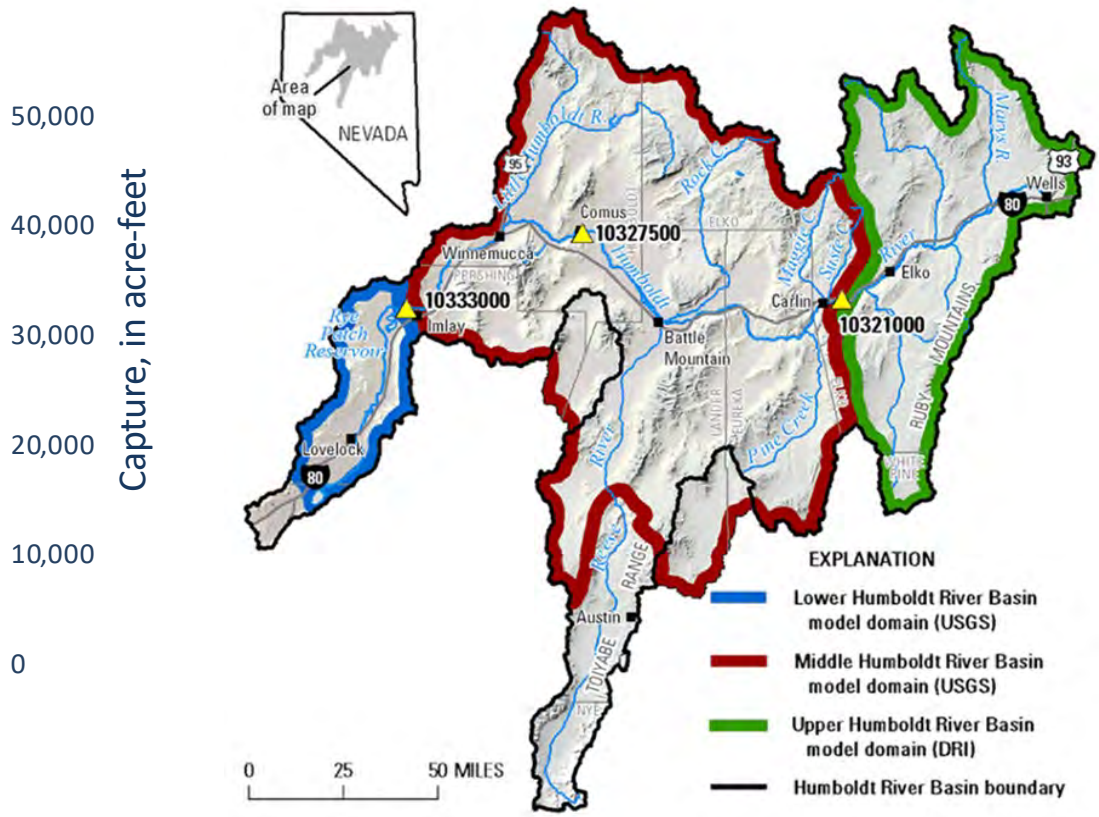 50,000
40,000
30,000
20,000
10,000
0
Capture, in acre-feet
Area
of map
NEVADA
Little Humboldt R.
95
Rock C.
Marys R.
93
Wells
80
Comus
10327500
HUMBOLDT
ELKO
Winnemucca
PERSHING
Humboldt
Maggie C.
Susie C.
River
Elko
10333000
Imlay
Rye
Patch
Reservoir
Carlin
10321000
Battle
Mountain
RUBY MOUNTAINS
LANDER
EUREKA
ELKO
Pine Creek
River
Lovelock
80
WHITE
PINE
Reese
Austin
TOIYABE RANGE
NYE
0 25 50 MILES
EXPLANATION
Lower Humboldt River Basin
model domain (USGS)
Middle Humboldt River Basin
model domain (USGS)
Upper Humboldt River Basin
model domain (DRI)
Humboldt River Basin boundary